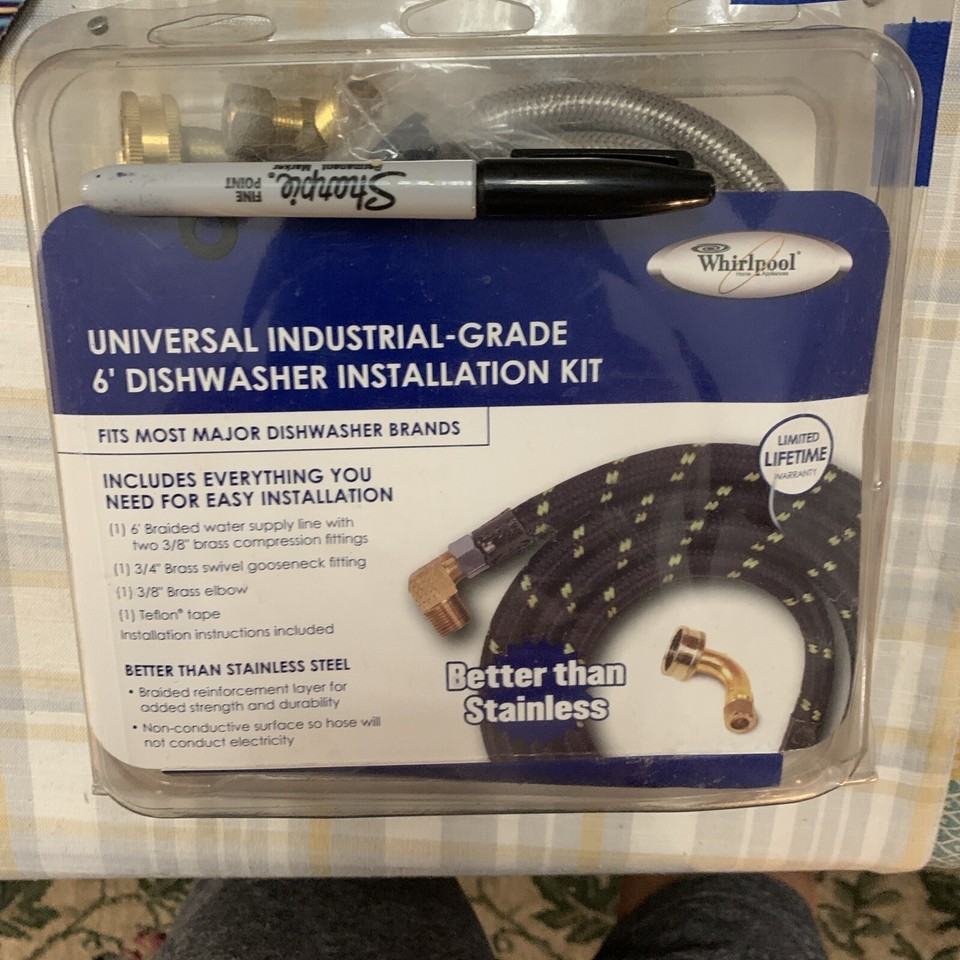 Sharpie®
Permanent Marker
FINE
POINT
Whirlpool®
Home Appliances
UNIVERSAL INDUSTRIAL-GRADE
6' DISHWASHER INSTALLATION KIT
FITS MOST MAJOR DISHWASHER BRANDS
LIMITED
LIFETIME
WARRANTY
INCLUDES EVERYTHING YOU
NEED FOR EASY INSTALLATION
(1) 6' Braided water supply line with
two 3/8" brass compression fittings
(1) 3/4" Brass swivel gooseneck fitting
(1) 3/8" Brass elbow
(1) Teflon® tape
Installation instructions included
BETTER THAN STAINLESS STEEL
• Braided reinforcement layer for
added strength and durability
• Non-conductive surface so hose will
not conduct electricity
Better than
Stainless